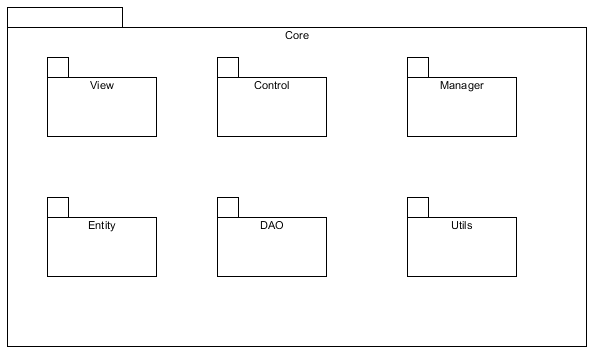 Core
View
Control
Manager
Entity
DAO
Utils